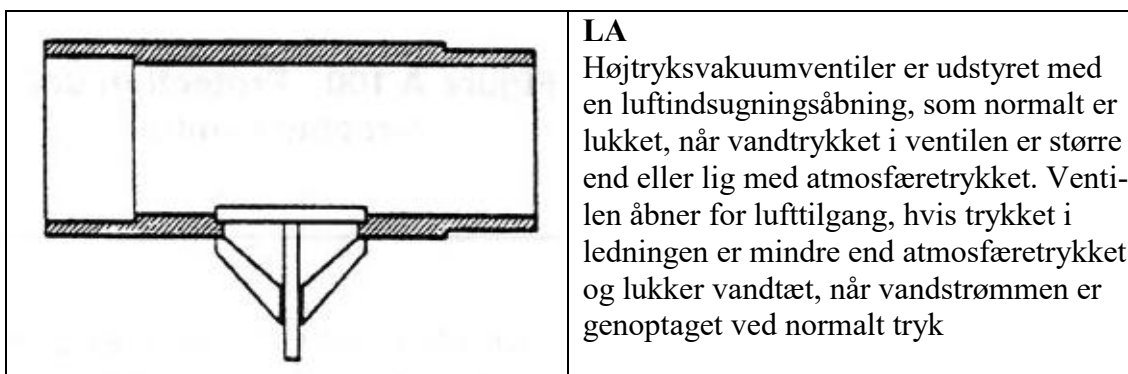 LA
Højtryksvakuumventiler er udstyret med
en luftindsugningsåbning, som normalt er
lukket, når vandtrykket i ventilen er større
end eller lig med atmosfæretrykket. Venti-
len åbner for lufttilgang, hvis trykket i
ledningen er mindre end atmosfæretrykket
og lukker vandtæt, når vandstrømmen er
genoptaget ved normalt tryk